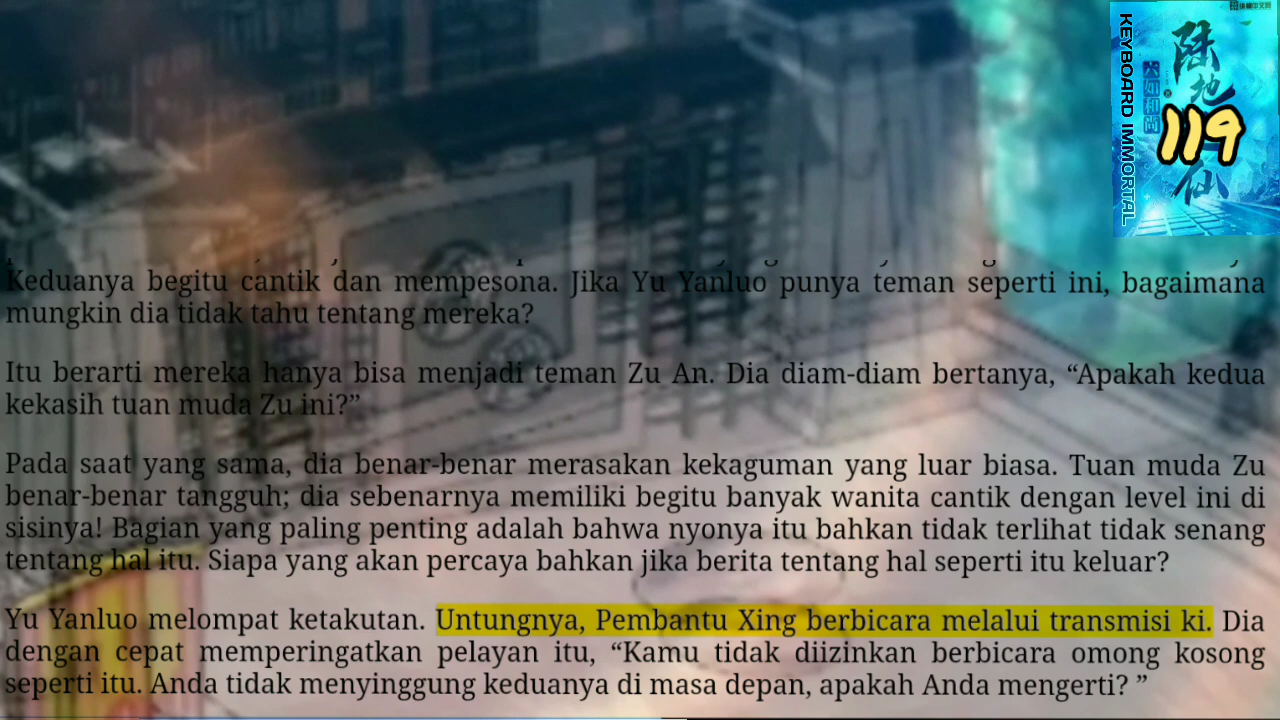 KEYBOARD IMMORTAL
陆地
仙
119
Keduanya begitu cantik dan mempesona. Jika Yu Yanluo punya teman seperti ini, bagaimana
mungkin dia tidak tahu tentang mereka?
Itu berarti mereka hanya bisa menjadi teman Zu An. Dia diam-diam bertanya, “Apakah kedua
kekasih tuan muda Zu ini?”
Pada saat yang sama, dia benar-benar merasakan kekaguman yang luar biasa. Tuan muda Zu
benar-benar tangguh; dia sebenarnya memiliki begitu banyak wanita cantik dengan level ini di
sisinya! Bagian yang paling penting adalah bahwa nyonya itu bahkan tidak terlihat tidak senang
tentang hal itu. Siapa yang akan percaya bahkan jika berita tentang hal seperti itu keluar?
Yu Yanluo melompat ketakutan. Untungnya, Pembantu Xing berbicara melalui transmisi ki. Dia
dengan cepat memperingatkan pelayan itu, “Kamu tidak diizinkan berbicara omong kosong
seperti itu. Anda tidak menyinggung keduanya di masa depan, apakah Anda mengerti? ”